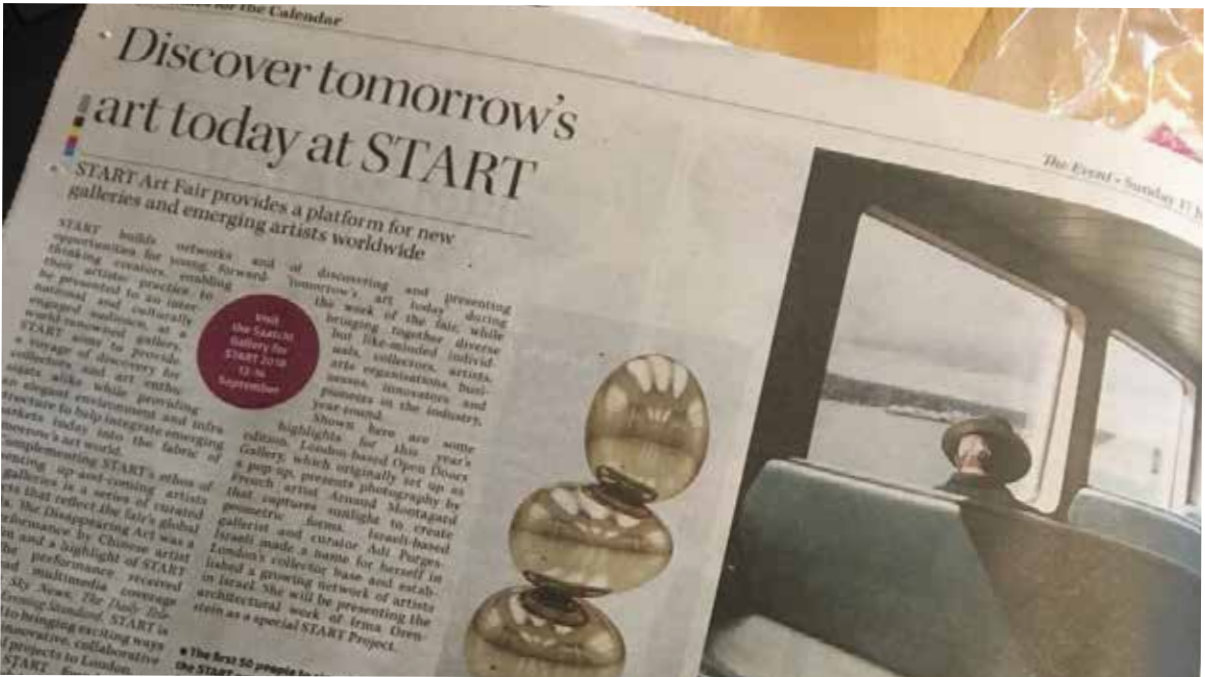 for the Calendar
Discover tomorrow's
art today at START
START Art Fair provides a platform for new
galleries and emerging artists worldwide
START builds networks and
opportunities for young, forward-
thinking creators, enabling
their artistic practice to
be presented to an inter
national and culturally
engaged audience, at a
world-renowned gallery.
START aims to provide
a voyage of discovery for
collectors and art enthu
siasts alike while providing
an elegant environment and infra
structure to help integrate emerging
markets today into the fabric of
tomorrow's art world.
Complementing START's ethos of
up-and-coming artists
galleries is a series of curated
that reflect the fair's global
The Disappearing Act was a
performance by Chinese artist
and a highlight of START
performance received
multimedia coverage
Sky News, The Daily Tele
Evening Standard. START is
to bringing exciting ways
innovative, collaborative
projects to London.
START
visit
the Saatchi
Gallery for
START 2018
13-16
September
of discovering and presenting
'tomorrow's art today' during
the week of the fair, while
bringing together diverse
but like-minded individ
uals, collectors, artists,
arts organisations, busi
nesses, innovators and
pioneers in the industry,
year-round.
Shown here are some
highlights for this year's
edition. London-based Open Doors
Gallery, which originally set up as
a pop-up, presents photography by
French artist
that captures sunlight to create
geometric forms. Israeli-based
gallerist and curator Adi Porges
Israeli made a name for herself in
London's collector base and estab
lished a growing network of artists
in Israel. She will be presenting the
architectural work of Irma Oren
stein as a special START Project.
The first 50 people to
the START
The Event • Sunday 17